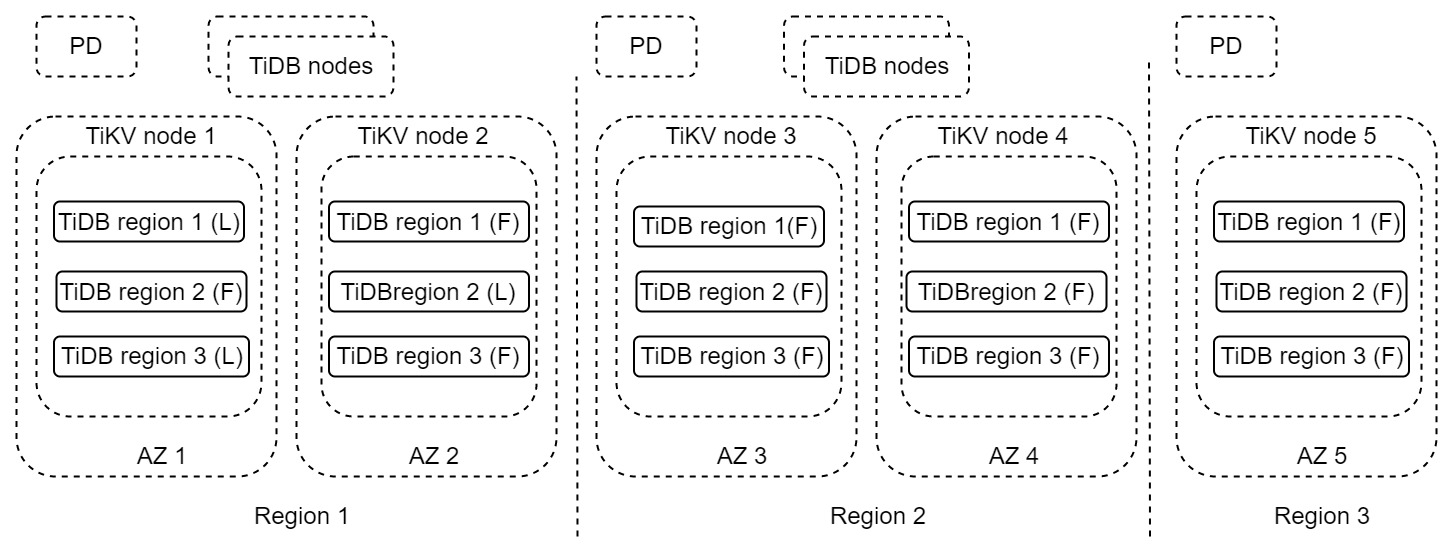 PD
TiDB nodes
PD
TiDB nodes
PD
TiKV node 1
TiDB region 1 (L)
TiDB region 2 (F)
TiDB region 3 (L)
AZ 1
TiKV node 2
TiDB region 1 (F)
TiDBregion 2 (L)
TiDB region 3 (F)
AZ 2
Region 1
TiKV node 3
TiDB region 1(F)
TiDB region 2 (F)
TiDB region 3 (F)
AZ 3
TiKV node 4
TiDB region 1 (F)
TiDBregion 2 (F)
TiDB region 3 (F)
AZ 4
Region 2
TiKV node 5
TiDB region 1 (F)
TiDB region 2 (F)
TiDB region 3 (F)
AZ 5
Region 3